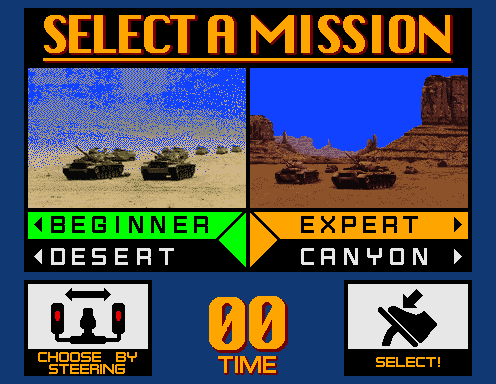 SELECT A MISSION
BEGINNER
EXPERT
DESERT
CANYON
CHOOSE BY
STEERING
00
TIME
SELECT!